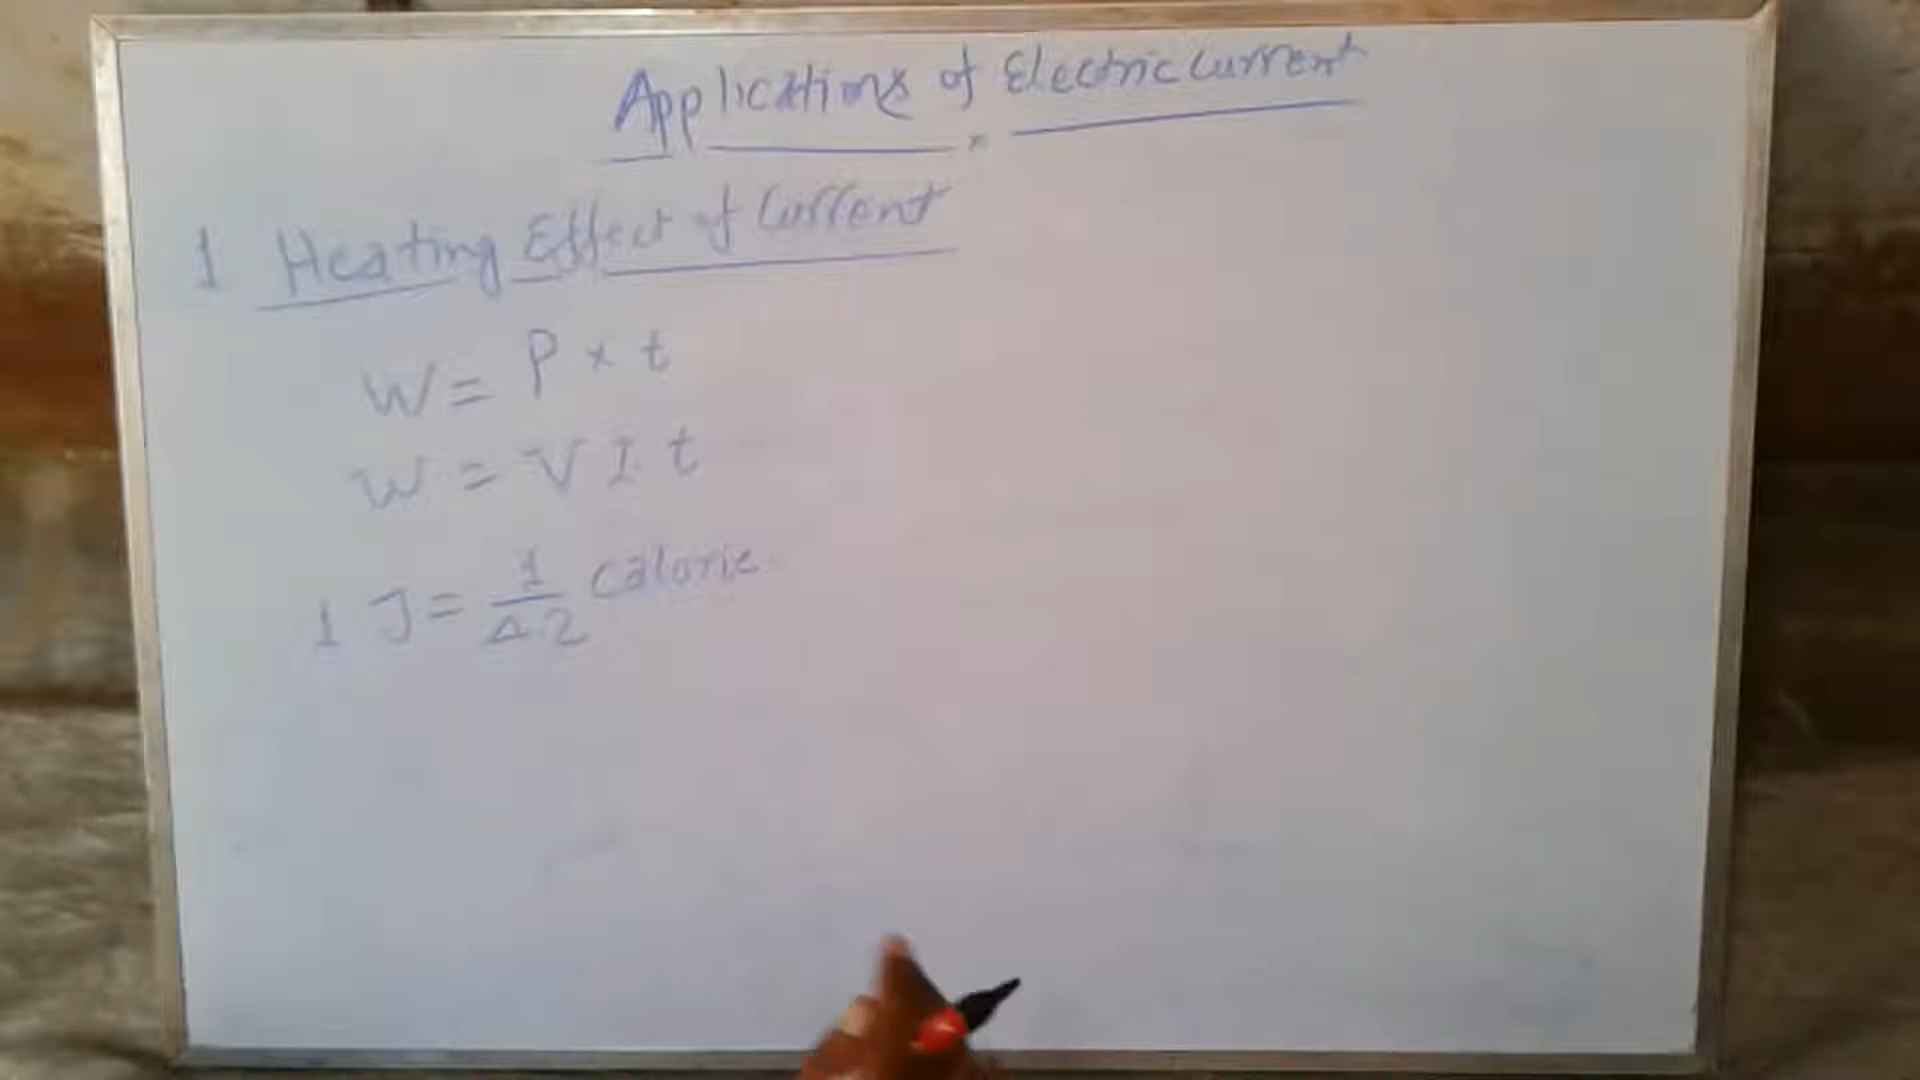 Applications of Electric Current
1 Heating Effect of Current
W = P × t
W = V I t
1 J = 1/4.2 Calorie